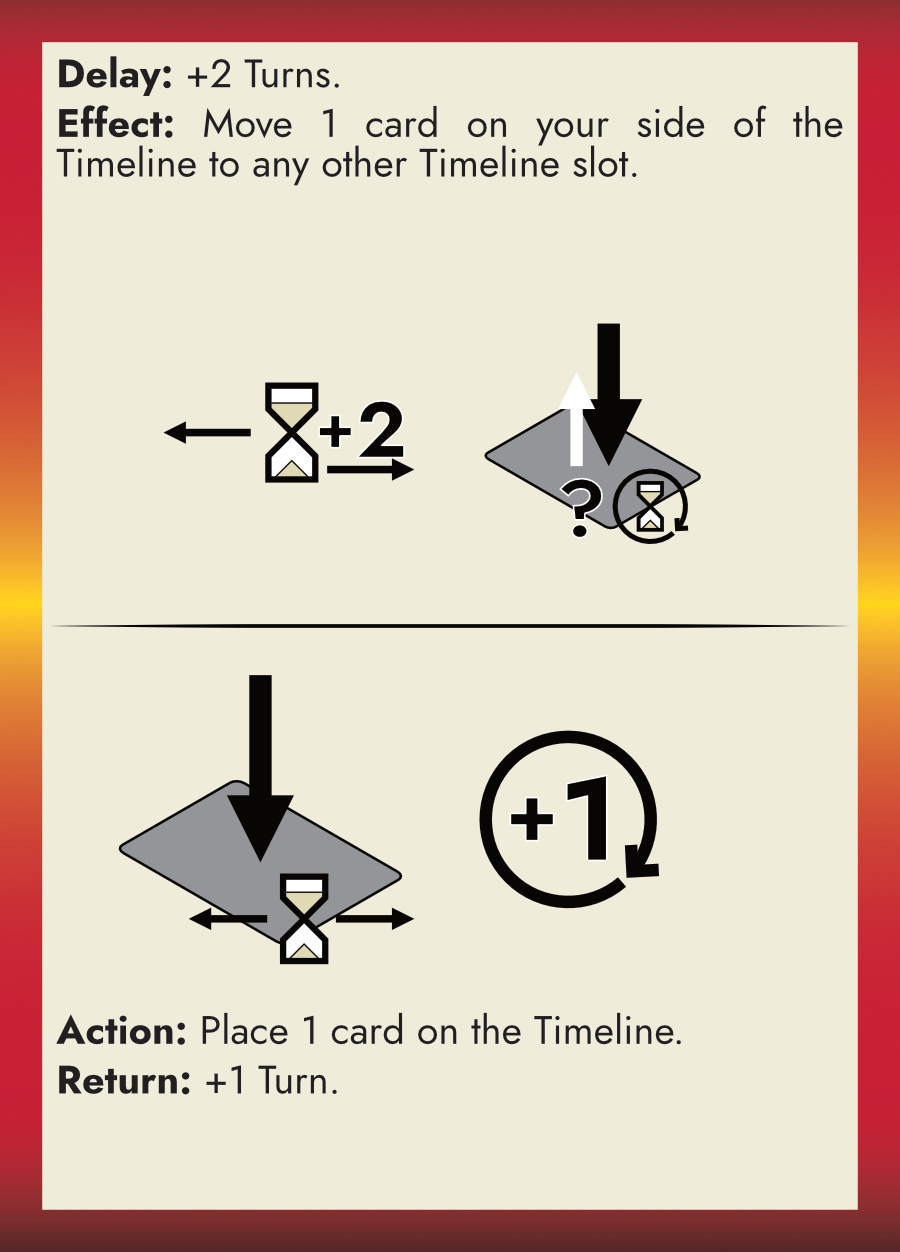 Delay: +2 Turns.
Effect: Move 1 card on your side of the
Timeline to any other Timeline slot.
+2
?
+1
Action: Place 1 card on the Timeline.
Return: +1 Turn.